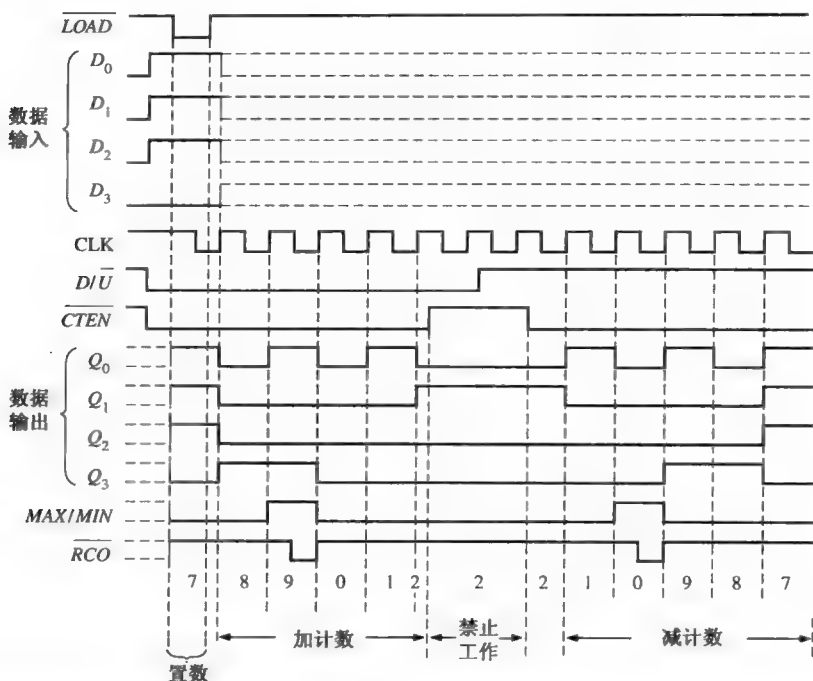 LOAD
D0
D1
数据
输入
D2
D3
CLK
D/U
CTEN
Q0
数据
输出
Q1
Q2
Q3
MAX/MIN
RCO
7 8 9 0 1 2 2 2 1 0 9 8 7
加计数 禁止 减计数
工作
置数